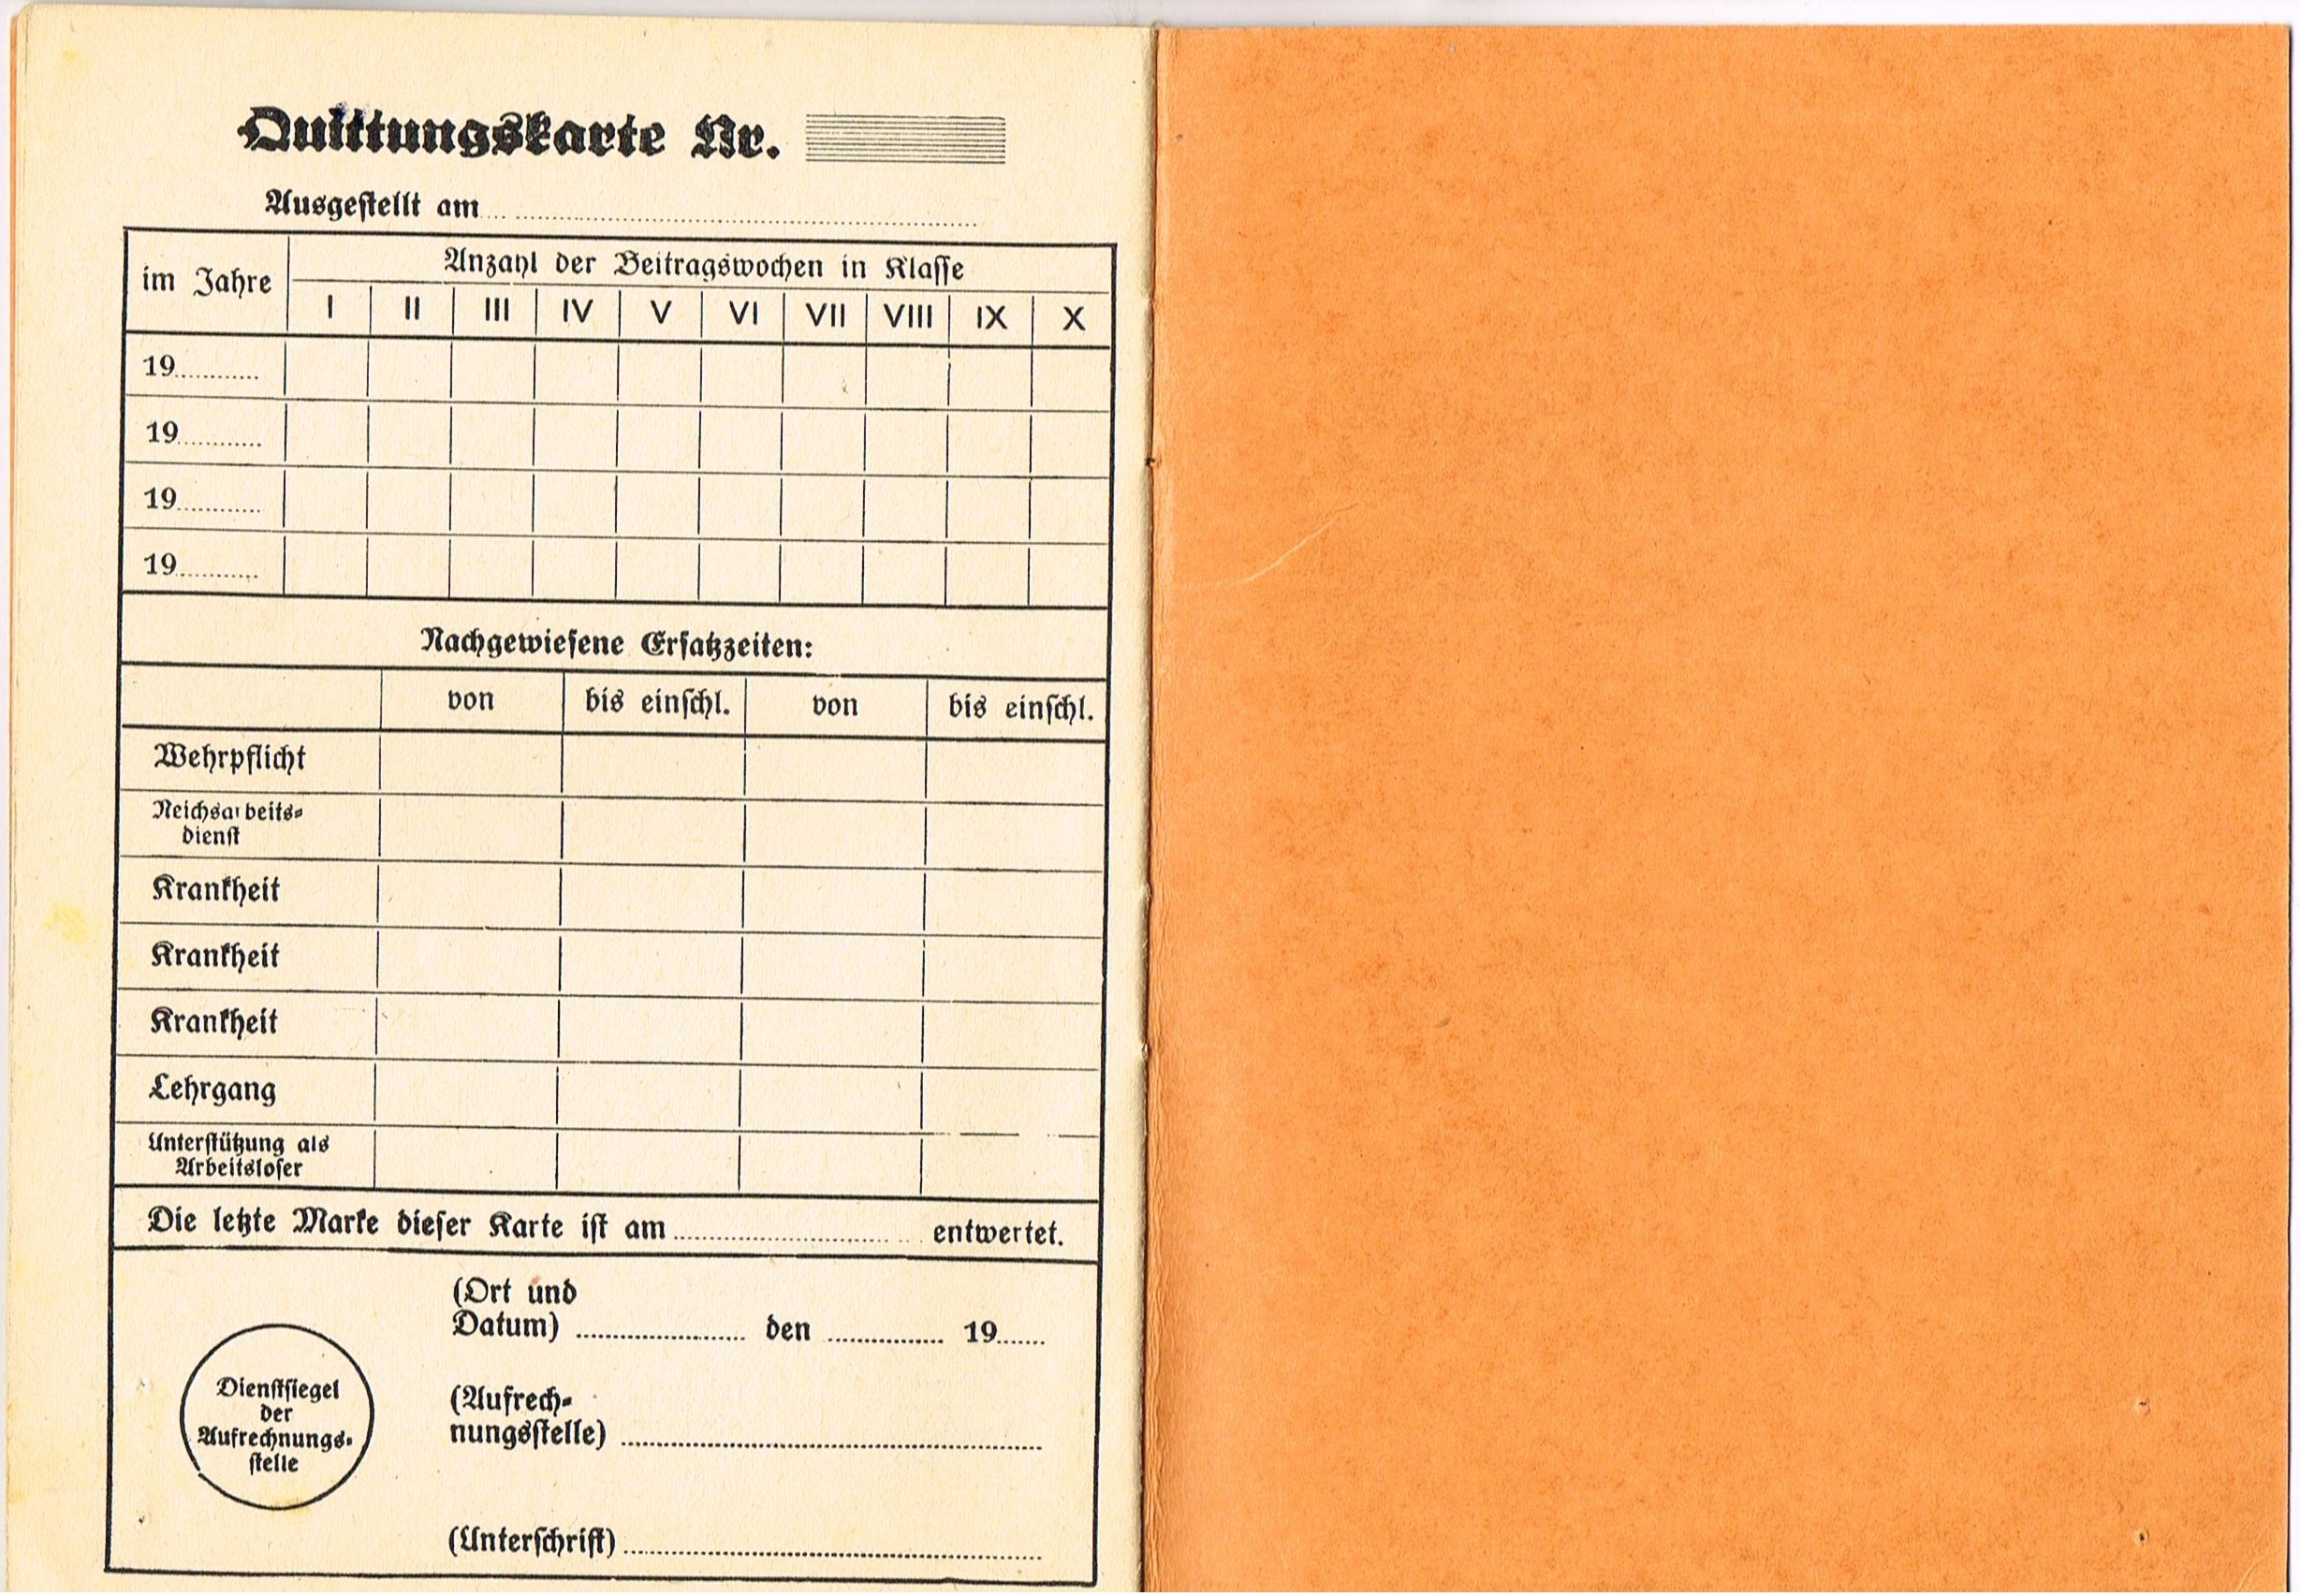 Quittungskarte Nr.
Ausgestellt am
im Jahre
Anzahl der Beitragswochen in Klasse
I II III IV V VI VII VIII IX X
19
19
19
19
Nachgewiesene Ersatzzeiten:
von bis einschl. von bis einschl.
Wehrpflicht
Reichsarbeits-
dienst
Krankheit
Krankheit
Krankheit
Lehrgang
Unterstützung als
Arbeitsloser
Die letzte Marke dieser Karte ist am entwertet.
(Ort und
Datum) den 19
Dienstsiegel
der
Aufrechnungs-
stelle
(Aufrech-
nungsstelle)
(Unterschrift)